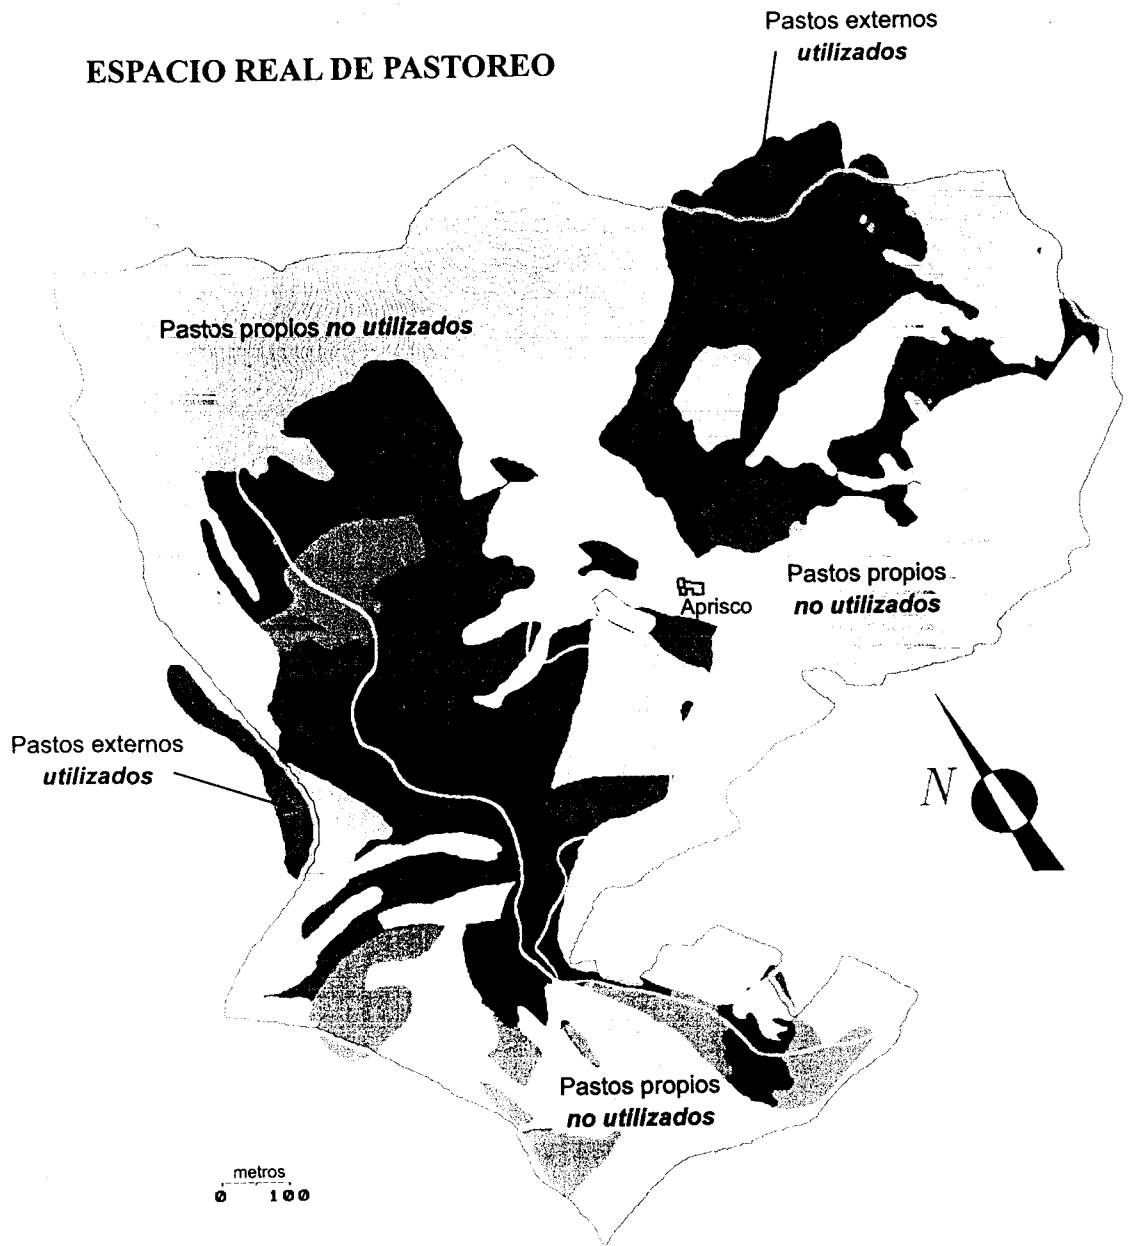 Pastos externos
utilizados
ESPACIO REAL DE PASTOREO
Pastos propios no utilizados
Pastos propios
no utilizados
Aprisco
Pastos externos
utilizados
N
Pastos propios
no utilizados
metros
0 100